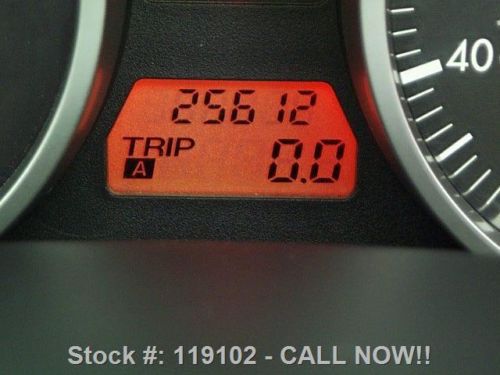 40
25612
TRIP
A 0.0
Stock #: 119102 - CALL NOW!!